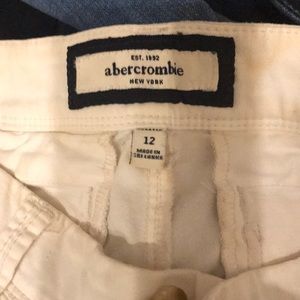 EST. 1892
abercrombie
NEW YORK
12
MADE IN
SRI LANKA